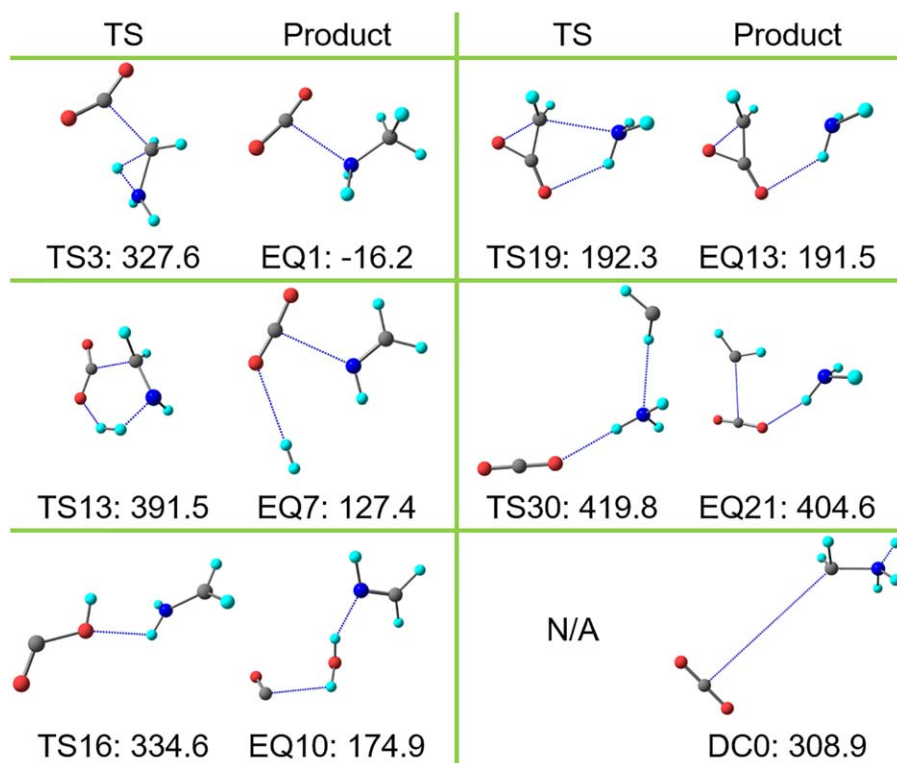 TS Product TS Product
TS3: 327.6 EQ1: -16.2 TS19: 192.3 EQ13: 191.5
TS13: 391.5 EQ7: 127.4 TS30: 419.8 EQ21: 404.6
N/A
TS16: 334.6 EQ10: 174.9 DC0: 308.9